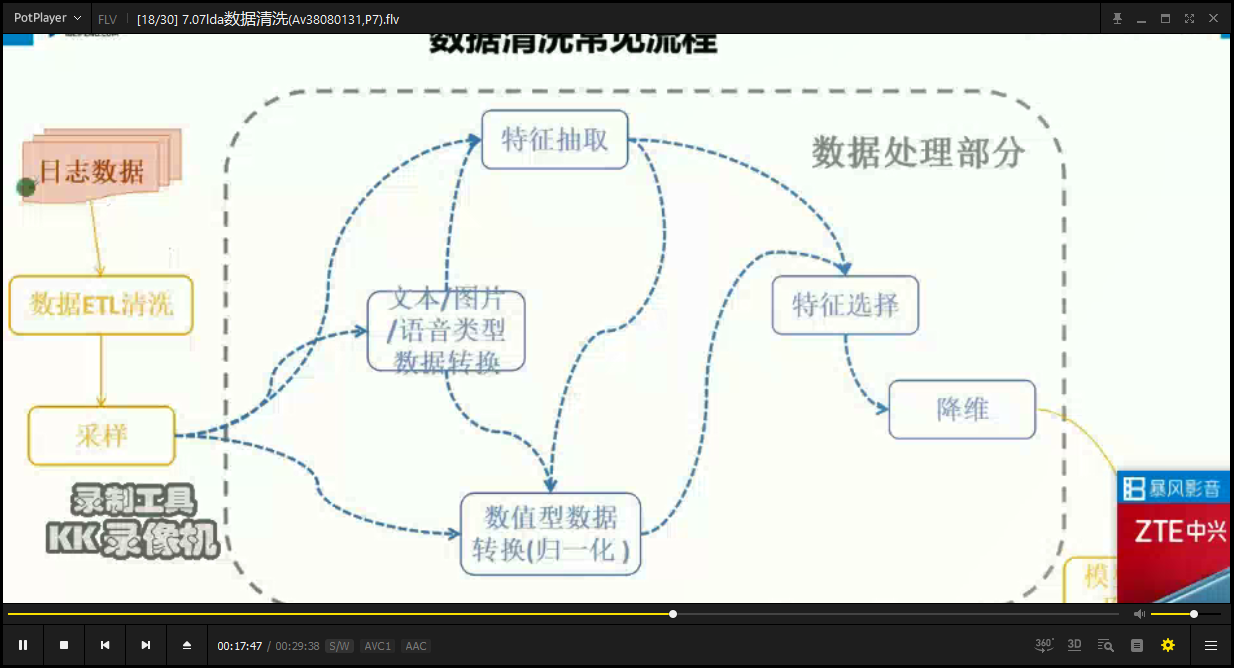 PotPlayer
FLV
[18/30] 7.07lda数据清洗(Av38080131,P7).flv
数据清洗常见流程
日志数据
特征抽取
数据处理部分
数据ETL清洗
文本/图片
/语音类型
数据转换
特征选择
采样
降维
录制工具
KK录像机
数值型数据
转换(归一化 )
暴风影音
ZTE中兴
00:17:47 / 00:29:38
S/W
AVC1
AAC
360°
3D